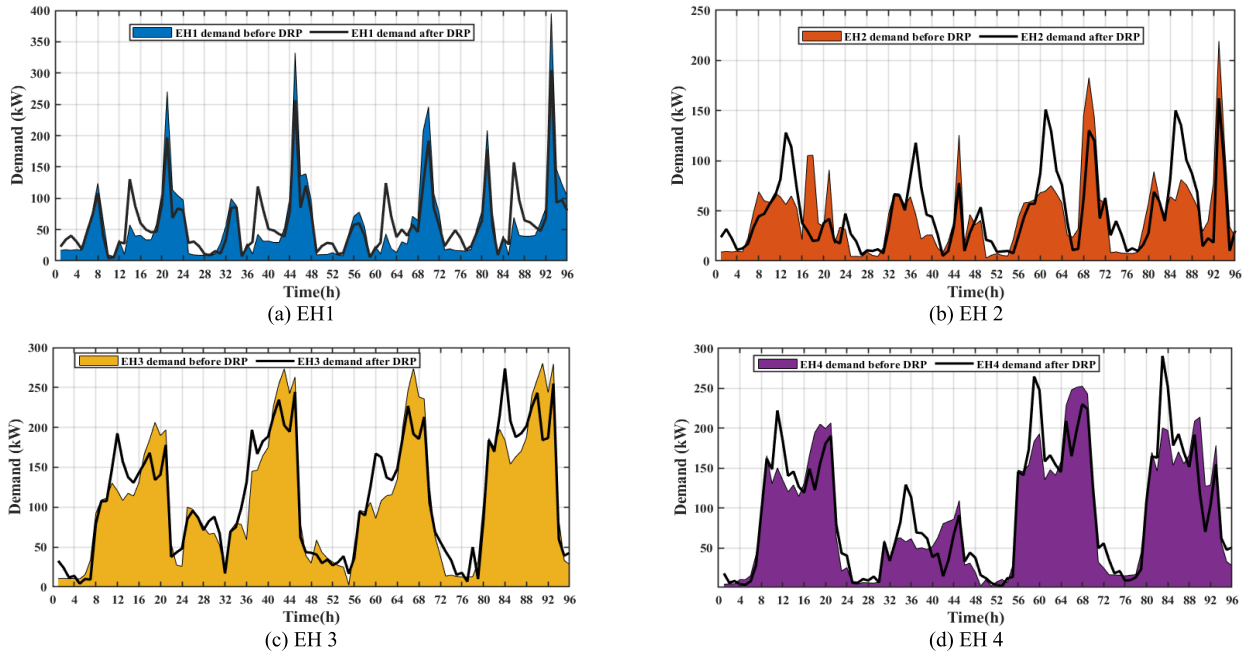 400
350
300
250
200
150
100
50
0
Demand (kW)
EH1 demand before DRP EH1 demand after DRP
0 4 8 12 16 20 24 28 32 36 40 44 48 52 56 60 64 68 72 76 80 84 88 92 96
Time(h)
(a) EH1
250
200
150
100
50
0
Demand (kW)
EH2 demand before DRP EH2 demand after DRP
0 4 8 12 16 20 24 28 32 36 40 44 48 52 56 60 64 68 72 76 80 84 88 92 96
Time(h)
(b) EH 2
300
250
200
150
100
50
0
Demand (kW)
EH3 demand before DRP EH3 demand after DRP
0 4 8 12 16 20 24 28 32 36 40 44 48 52 56 60 64 68 72 76 80 84 88 92 96
Time(h)
(c) EH 3
300
250
200
150
100
50
Demand (kW)
EH4 demand before DRP EH4 demand after DRP
0 4 8 12 16 20 24 28 32 36 40 44 48 52 56 60 64 68 72 76 80 84 88 92 96
Time(h)
(d) EH 4